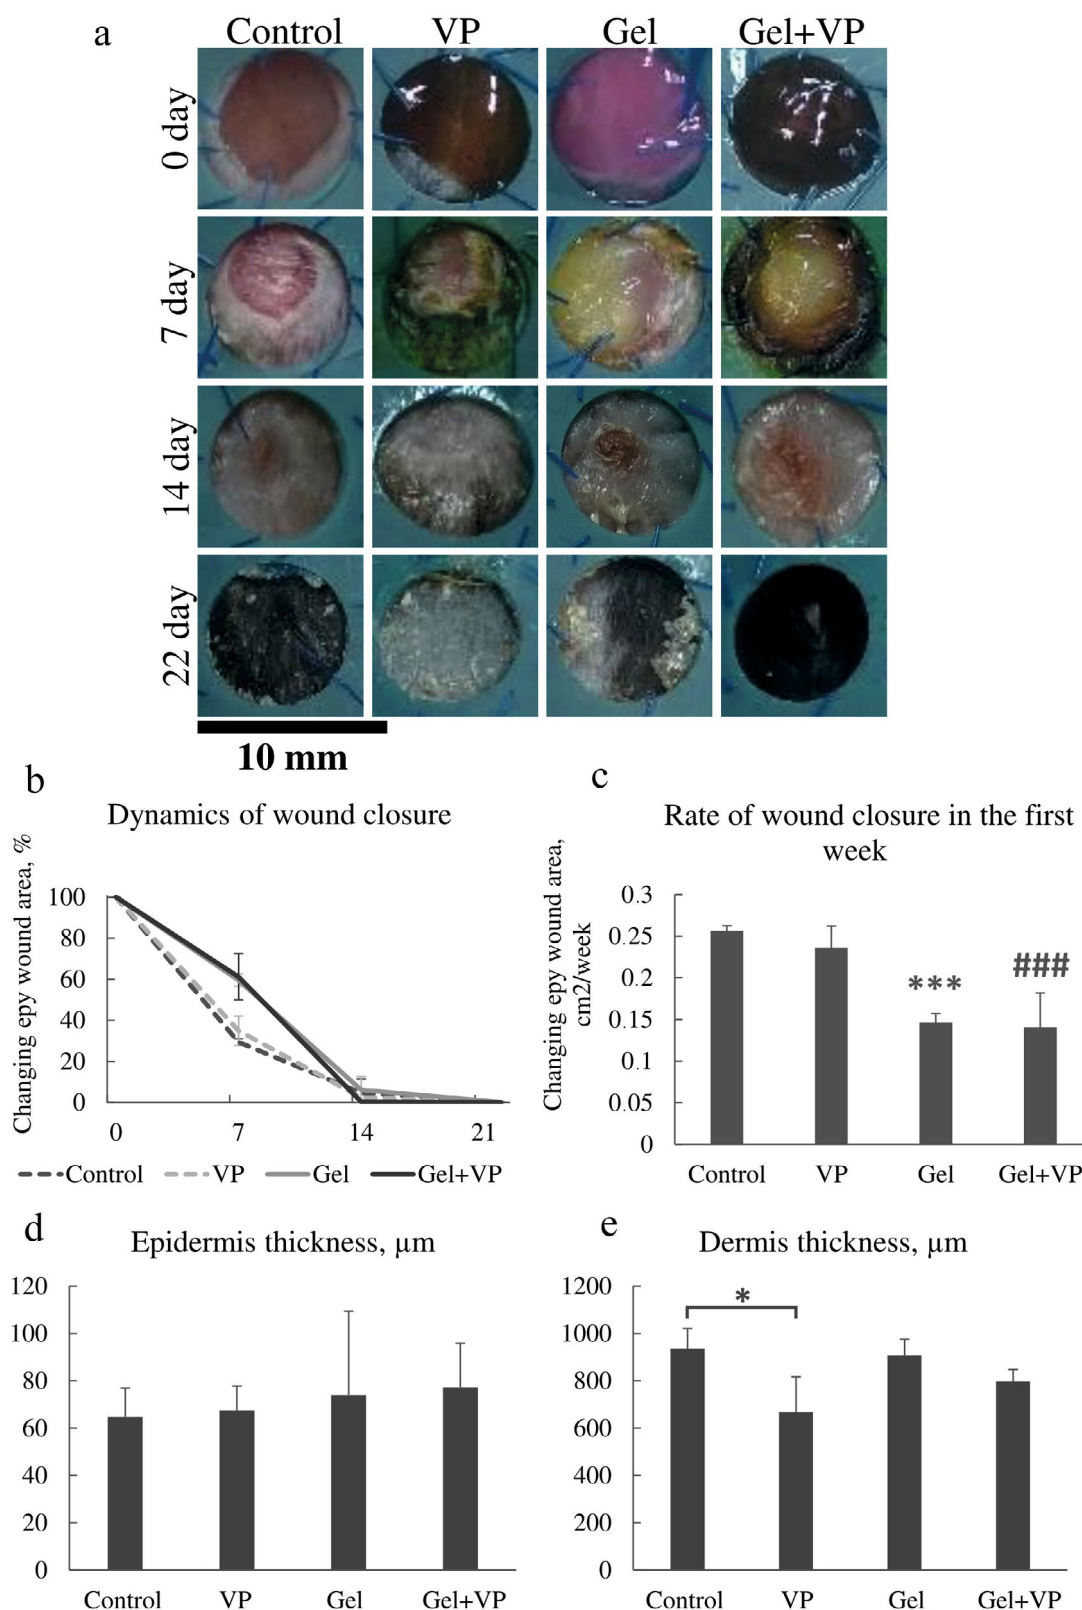 a
Control VP Gel Gel+VP
0 day
7 day
14 day
22 day
10 mm
b
Dynamics of wound closure
Changing epy wound area, %
100
80
60
40
20
0
0 7 14 21
Control VP Gel Gel+VP
c
Rate of wound closure in the first
week
Changing epy wound area,
cm2/week
0.3
0.25
0.2
0.15
0.1
0.05
0
***
###
Control VP Gel Gel+VP
d
Epidermis thickness, µm
120
100
80
60
40
20
0
Control VP Gel Gel+VP
e
Dermis thickness, µm
1200
1000
800
600
400
200
0
*
Control VP Gel Gel+VP